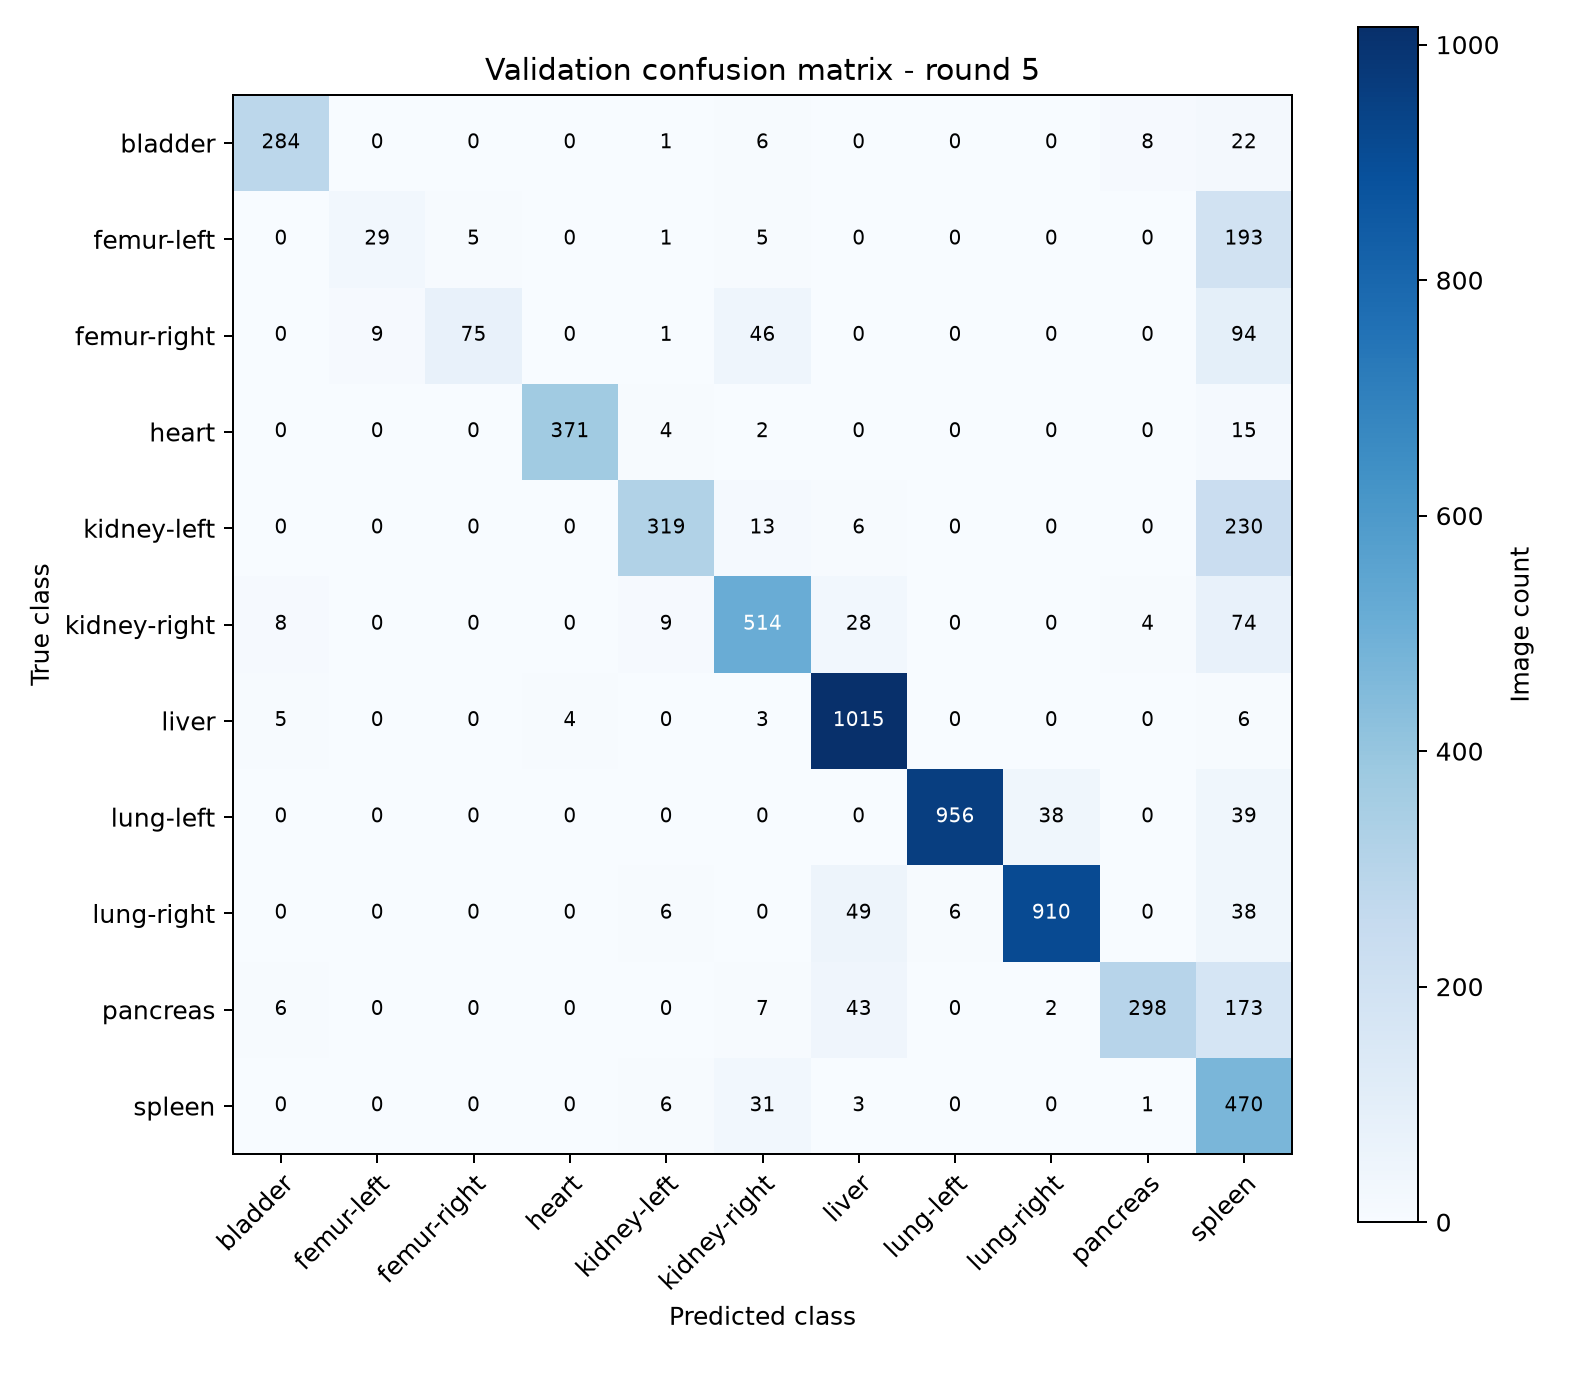 Validation confusion matrix - round 5
bladder 284 0 0 0 1 6 0 0 0 8 22
femur-left 0 29 5 0 1 5 0 0 0 0 193
femur-right 0 9 75 0 1 46 0 0 0 0 94
heart 0 0 0 371 4 2 0 0 0 0 15
kidney-left 0 0 0 0 319 13 6 0 0 0 230
kidney-right 8 0 0 0 9 514 28 0 0 4 74
liver 5 0 0 4 0 3 1015 0 0 0 6
lung-left 0 0 0 0 0 0 0 956 38 0 39
lung-right 0 0 0 0 6 0 49 6 910 0 38
pancreas 6 0 0 0 0 7 43 0 2 298 173
spleen 0 0 0 0 6 31 3 0 0 1 470
True class
bladder femur-left femur-right heart kidney-left kidney-right liver lung-left lung-right pancreas spleen
Predicted class
1000
800
600
400
200
0
Image count